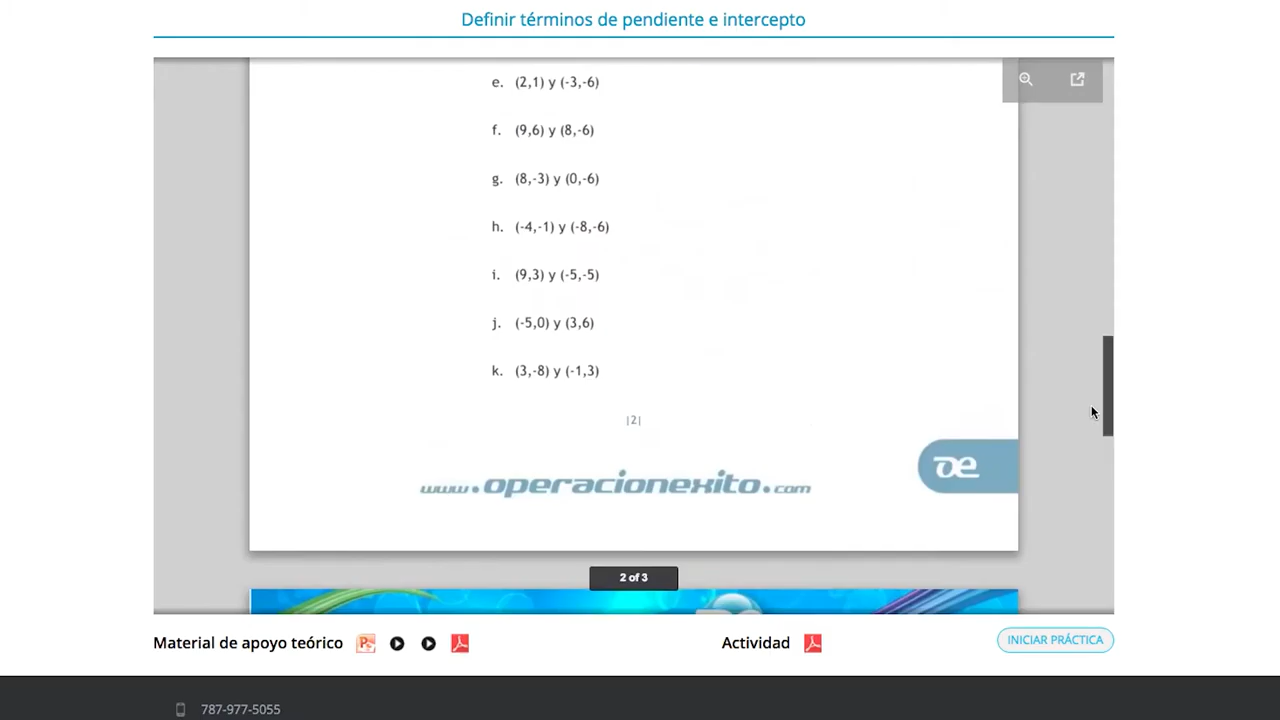 Definir términos de pendiente e intercepto
e. (2,1) y (-3,-6)
f. (9,6) y (8,-6)
g. (8,-3) y (0,-6)
h. (-4,-1) y (-8,-6)
i. (9,3) y (-5,-5)
j. (-5,0) y (3,6)
k. (3,-8) y (-1,3)
|2|
www.operacionexito.com
oe
2 of 3
Material de apoyo teórico
Actividad
INICIAR PRÁCTICA
787-977-5055